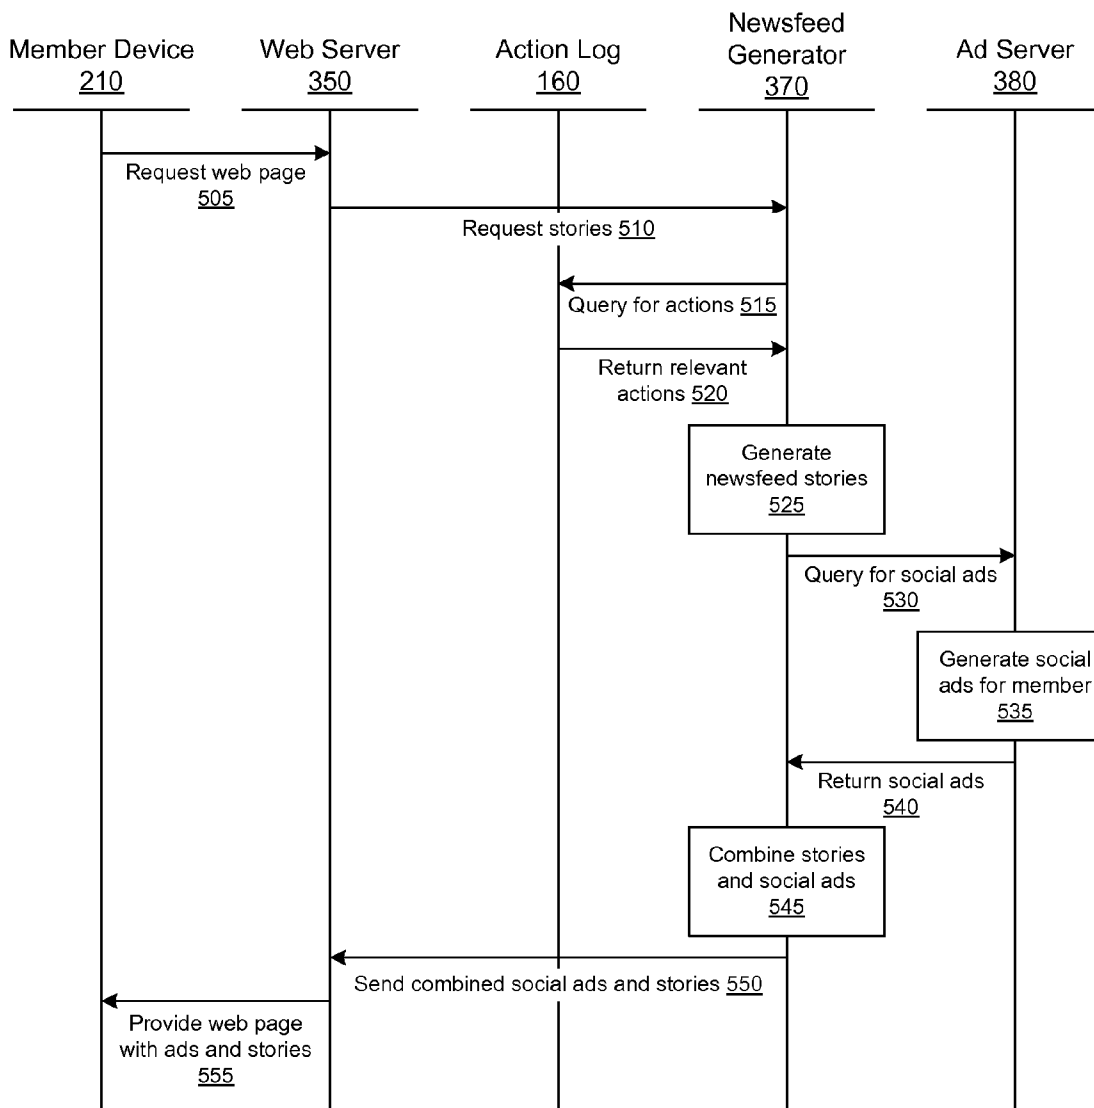 Member Device
210
Web Server
350
Action Log
160
Newsfeed
Generator
370
Ad Server
380
Request web page
505
Request stories 510
Query for actions 515
Return relevant
actions 520
Generate
newsfeed stories
525
Query for social ads
530
Generate social
ads for member
535
Return social ads
540
Combine stories
and social ads
545
Send combined social ads and stories 550
Provide web page
with ads and stories
555